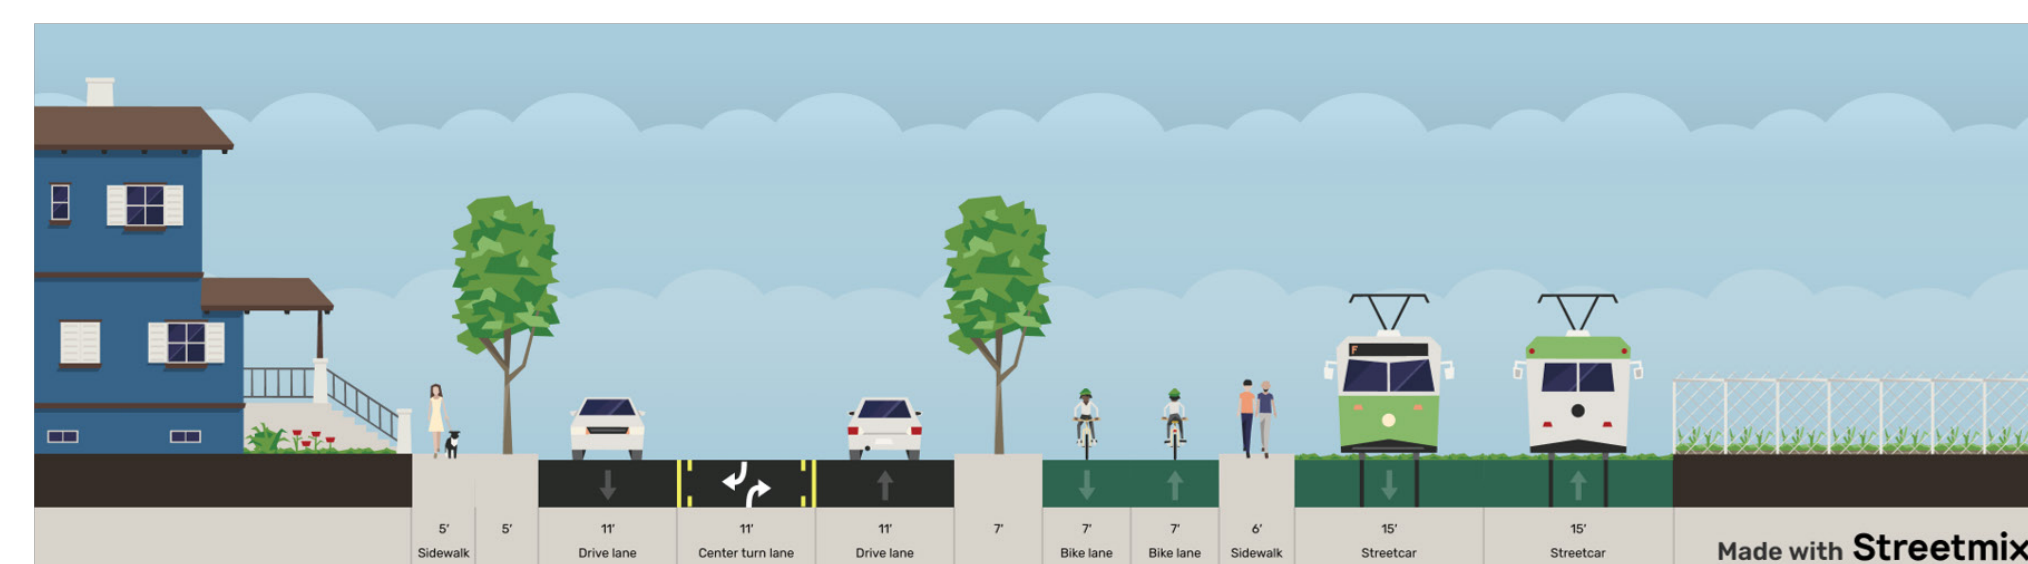 F
5' 5' 11' 11' 11' 7' 7' 7' 6' 15' 15'
Sidewalk Drive lane Center turn lane Drive lane Bike lane Bike lane Sidewalk Streetcar Streetcar
Made with Streetmix